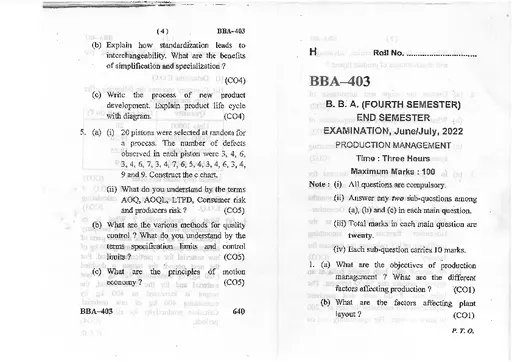 ( 4 ) BBA-403
(b) Explain how standardization leads to
interchangeability. What are the benefits
of simplification and specialization ?
(CO4)
(c) Write the process of new product
development. Explain product life cycle
with diagram. (CO4)
5. (a) (i) 20 pistons were selected at random for
a process. The number of defects
observed in each piston were 3, 4, 6,
3, 4, 6, 7, 3, 4, 7, 6, 5, 4, 3, 4, 6, 3, 4,
9 and 9. Construct the c chart.
(ii) What do you understand by the terms
AOQ, AOQL, LTPD, Consumer risk
and producers risk ? (CO5)
(b) What are the various methods for quality
control ? What do you understand by the
terms specification limits and control
limits ? (CO5)
(c) What are the principles of motion
economy ? (CO5)
BBA-403 640
H Roll No. ..............................
BBA-403
B. B. A. (FOURTH SEMESTER)
END SEMESTER
EXAMINATION, June/July, 2022
PRODUCTION MANAGEMENT
Time : Three Hours
Maximum Marks : 100
Note : (i) All questions are compulsory.
(ii) Answer any two sub-questions among
(a), (b) and (c) in each main question.
(iii) Total marks in each main question are
twenty.
(iv) Each sub-question carries 10 marks.
1. (a) What are the objectives of production
management ? What are the different
factors affecting production ? (CO1)
(b) What are the factors affecting plant
layout ? (CO1)
P. T. O.